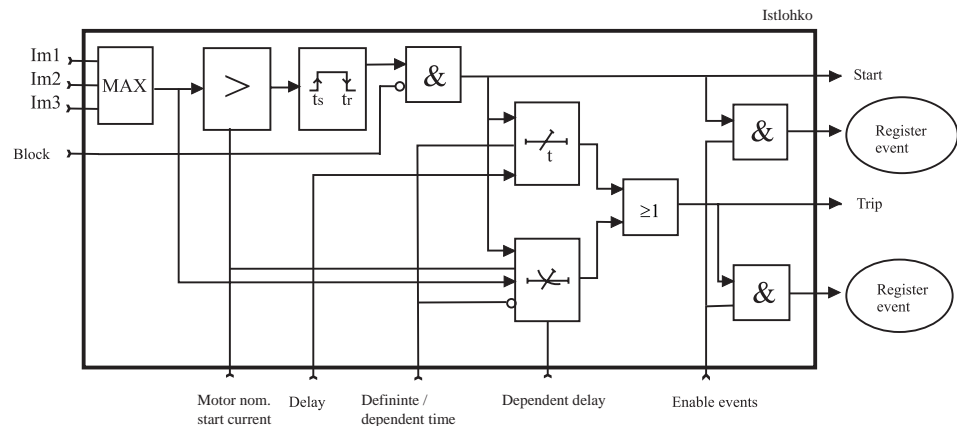 Istlohko
Im1
Im2
Im3
MAX
>
ts
tr
&
Start
Block
t
&
Register
event
≥1
Trip
&
Register
event
Motor nom.
start current
Delay
Defininte /
dependent time
Dependent delay
Enable events